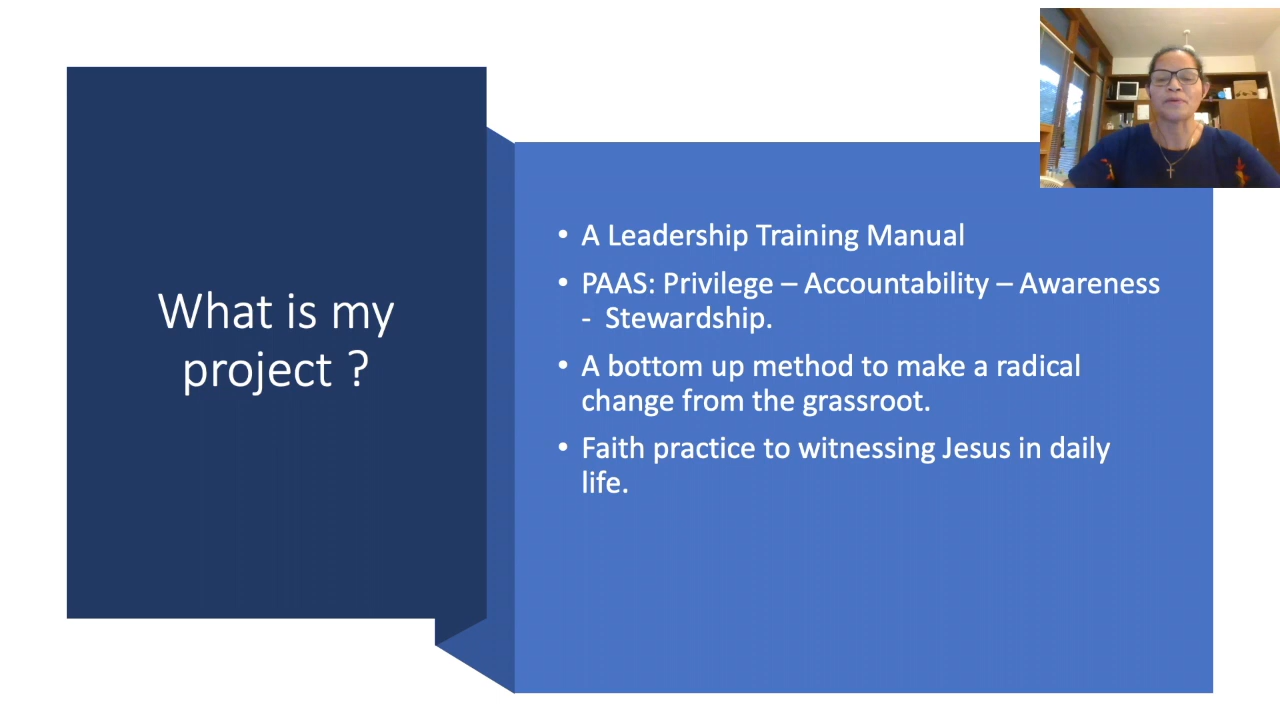 What is my
project ?
• A Leadership Training Manual
• PAAS: Privilege – Accountability – Awareness
- Stewardship.
• A bottom up method to make a radical
change from the grassroot.
• Faith practice to witnessing Jesus in daily
life.